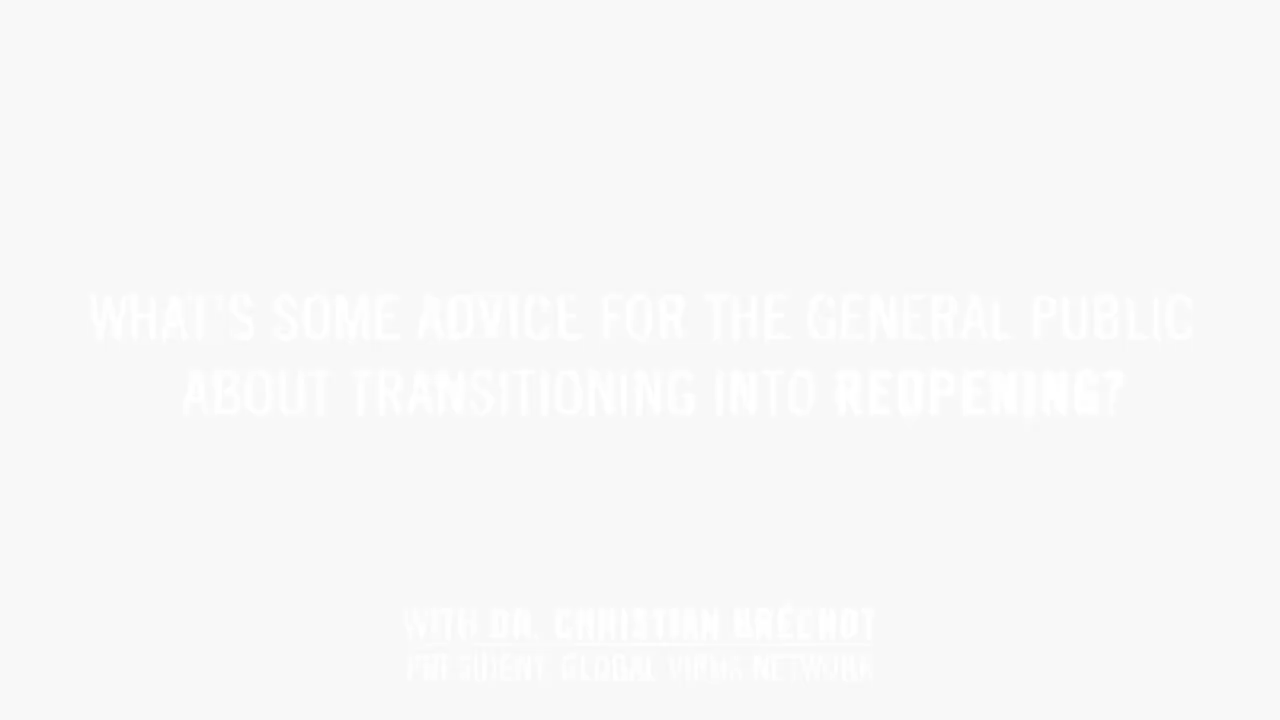 WHAT'S SOME ADVICE FOR THE GENERAL PUBLIC
ABOUT TRANSITIONING INTO REOPENING?
WITH DR. CHRISTIAN BRÉCHOT
PRESIDENT, GLOBAL VIRUS NETWORK